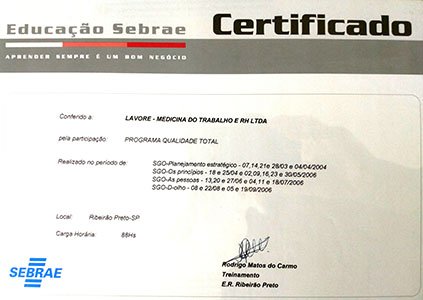 Educação Sebrae
Certificado
APRENDER SEMPRE É UM BOM NEGÓCIO
Conferido a: LAVORE - MEDICINA DO TRABALHO E RH LTDA
pela participação: PROGRAMA QUALIDADE TOTAL
Realizado no período de: SGO-Planejamento estratégico - 07,14,21e 28/03 e 04/04/2004
SGO-Os princípios - 18 e 25/04 e 02,09,16,23 e 30/05/2006
SGO-As pessoas - 13,20 e 27/06 e 04,11 e 18/07/2006
SGO-D-olho - 08 e 22/08 e 05 e 19/09/2006
Local: Ribeirão Preto-SP
Carga Horária: 88Hs
SEBRAE
Rodrigo Matos do Carmo
Treinamento
E.R. Ribeirão Preto